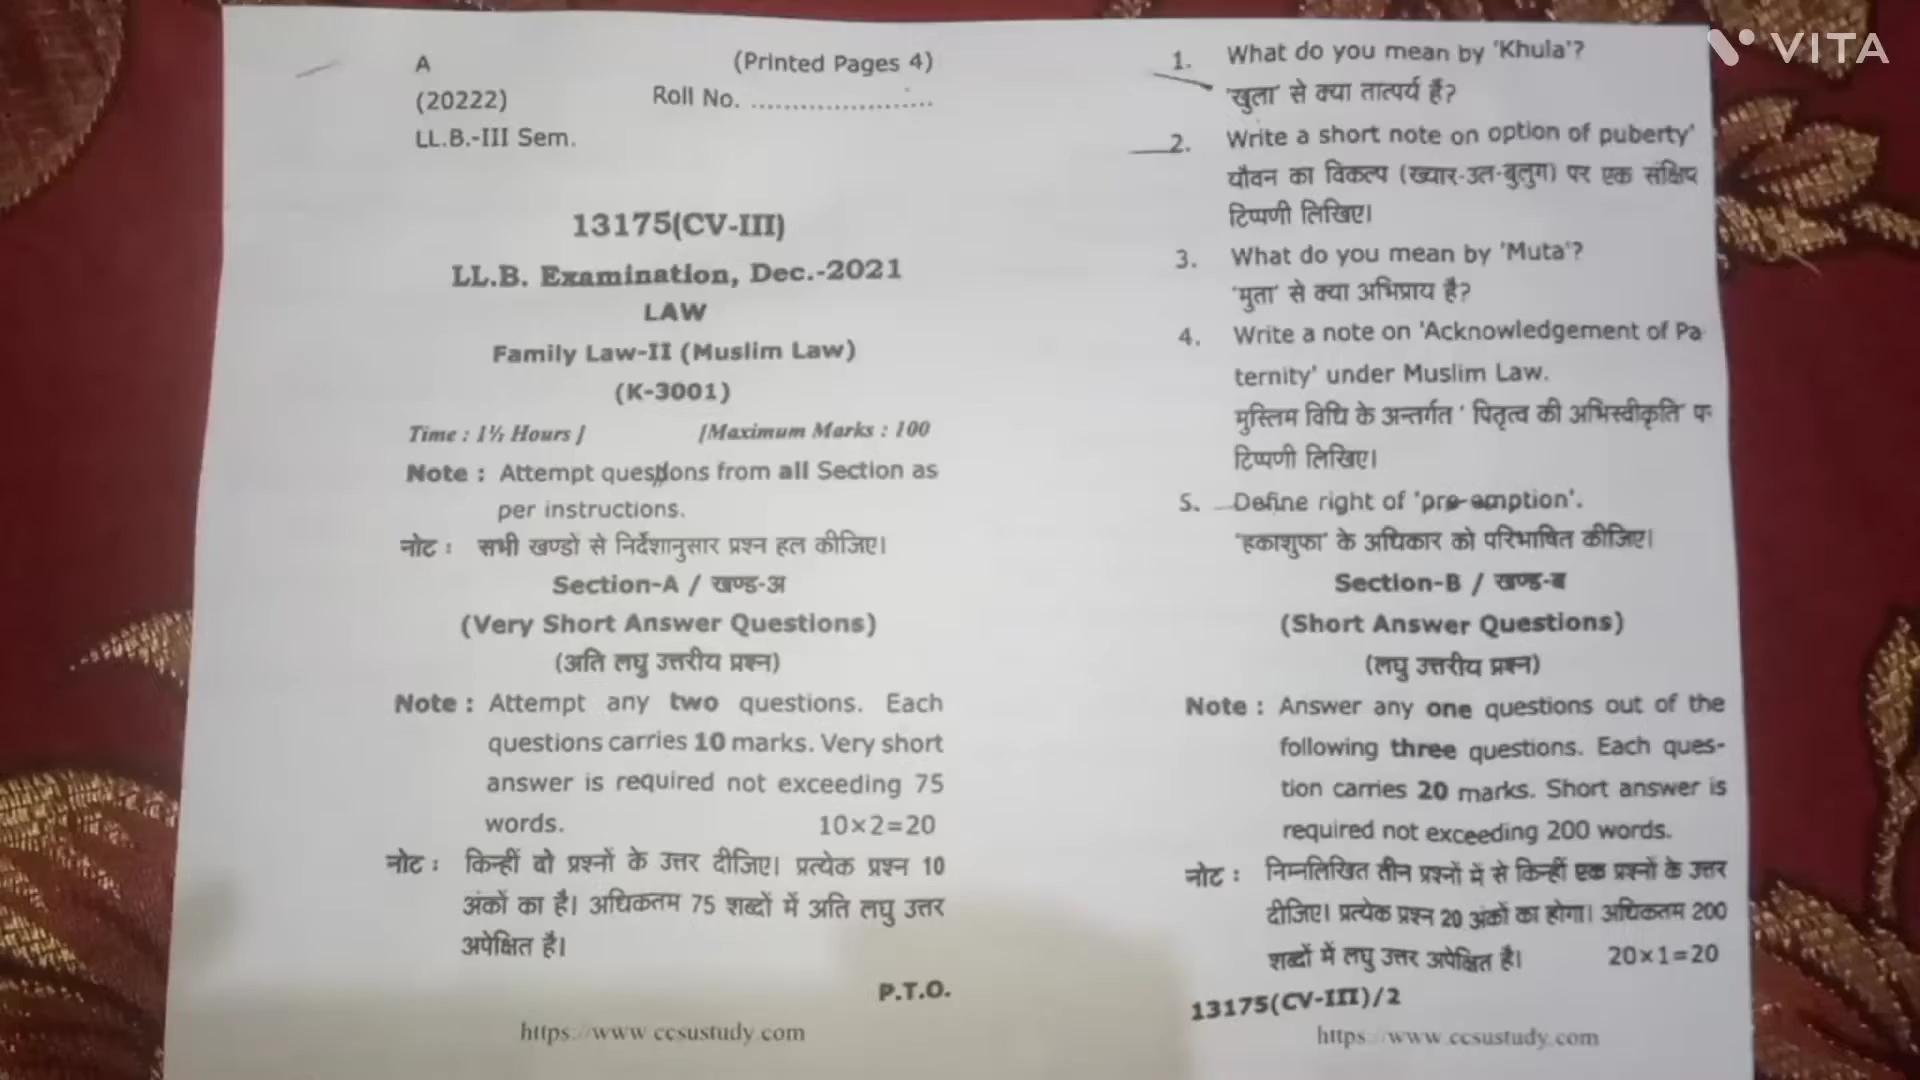 A (Printed Pages 4)
(20222) Roll No. ......................
LL.B.-III Sem.
13175(CV-III)
LL.B. Examination, Dec.-2021
LAW
Family Law-II (Muslim Law)
(K-3001)
Time : 1½ Hours ] [Maximum Marks : 100
Note : Attempt questions from all Section as
per instructions.
नोट : सभी खण्डों से निर्देशानुसार प्रश्न हल कीजिए।
Section-A / खण्ड-अ
(Very Short Answer Questions)
(अति लघु उत्तरीय प्रश्न)
Note : Attempt any two questions. Each
questions carries 10 marks. Very short
answer is required not exceeding 75
words. 10×2=20
नोट : किन्हीं दो प्रश्नों के उत्तर दीजिए। प्रत्येक प्रश्न 10
अंकों का है। अधिकतम 75 शब्दों में अति लघु उत्तर
अपेक्षित है।
P.T.O.
https://www.ccsustudy.com
1. What do you mean by 'Khula'?
'खुला' से क्या तात्पर्य हैं?
2. Write a short note on option of puberty'
यौवन का विकल्प (ख्यार-उल-बुलुग) पर एक संक्षिप्त
टिप्पणी लिखिए।
3. What do you mean by 'Muta'?
'मुता' से क्या अभिप्राय है?
4. Write a note on 'Acknowledgement of Pa-
ternity' under Muslim Law.
मुस्लिम विधि के अन्तर्गत ' पितृत्व की अभिस्वीकृति' पर
टिप्पणी लिखिए।
5. Define right of 'pre-emption'.
'हकाशुफा' के अधिकार को परिभाषित कीजिए।
Section-B / खण्ड-ब
(Short Answer Questions)
(लघु उत्तरीय प्रश्न)
Note : Answer any one questions out of the
following three questions. Each ques-
tion carries 20 marks. Short answer is
required not exceeding 200 words.
नोट : निम्नलिखित तीन प्रश्नों में से किन्हीं एक प्रश्नों के उत्तर
दीजिए। प्रत्येक प्रश्न 20 अंकों का होगा। अधिकतम 200
शब्दों में लघु उत्तर अपेक्षित है। 20×1=20
13175(CV-III)/2
https://www.ccsustudy.com
VITA